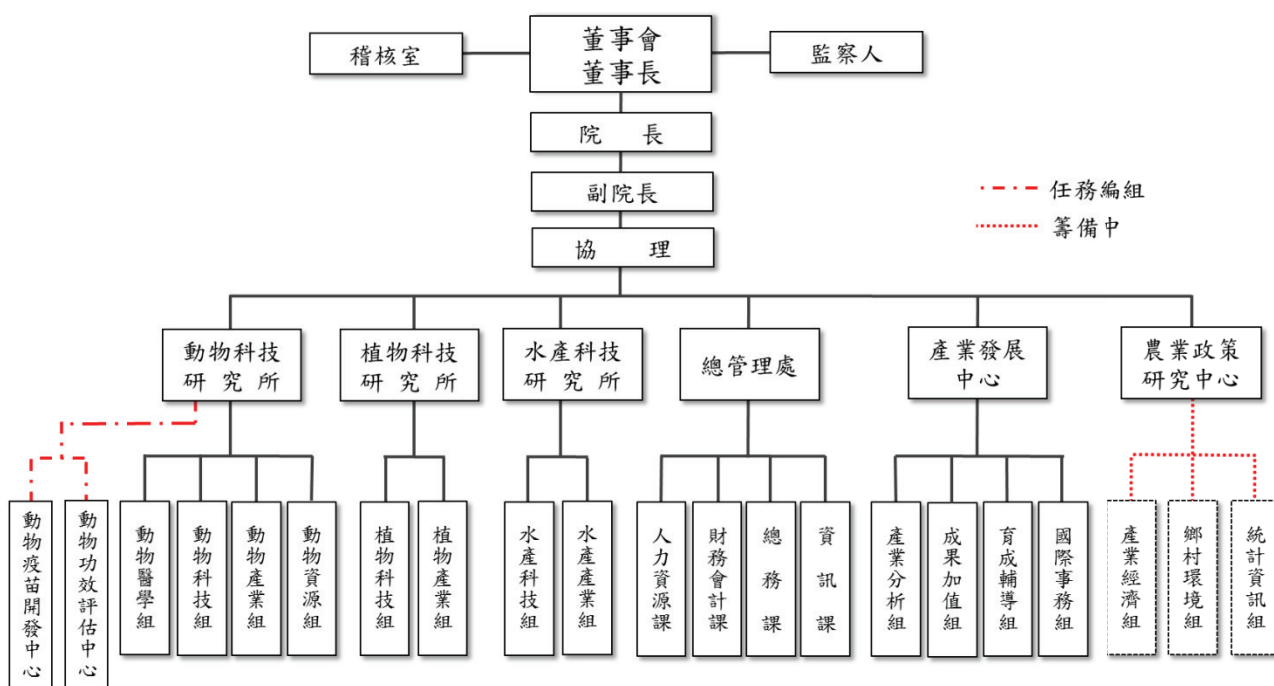 稽核室
董事會
董事長
監察人
院長
副院長
協理
任務編組
籌備中
動物科技
研究所
植物科技
研究所
水產科技
研究所
總管理處
產業發展
中心
農業政策
研究中心
動物疫苗開發中心
動物功效評估中心
動物醫學組
動物科技組
動物產業組
動物資源組
植物科技組
植物產業組
水產科技組
水產產業組
人力資源課
財務會計課
總務課
資訊課
產業分析組
成果加值組
育成輔導組
國際事務組
產業經濟組
鄉村環境組
統計資訊組